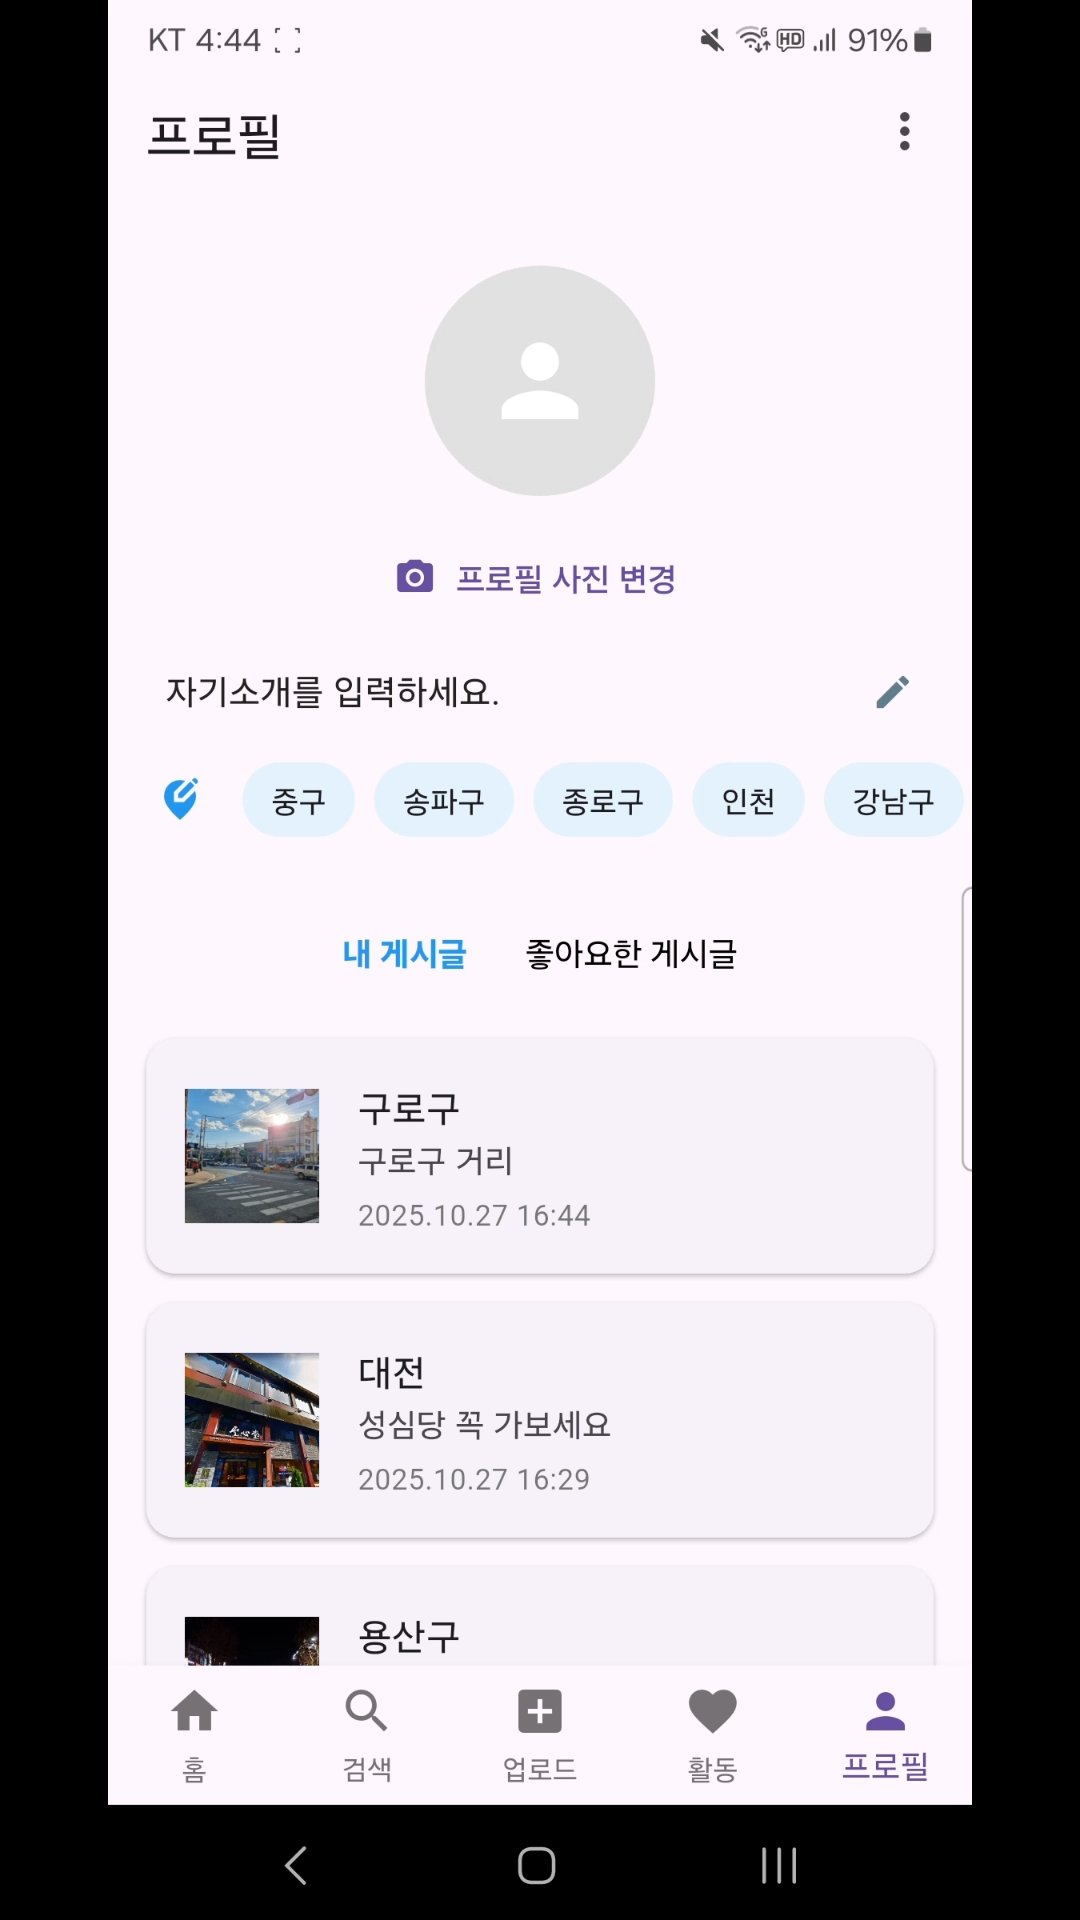 KT 4:44 91%
프로필
프로필 사진 변경
자기소개를 입력하세요.
중구 송파구 종로구 인천 강남구
내 게시글 좋아요한 게시글
구로구
구로구 거리
2025.10.27 16:44
대전
성심당 꼭 가보세요
2025.10.27 16:29
용산구
홈 검색 업로드 활동 프로필